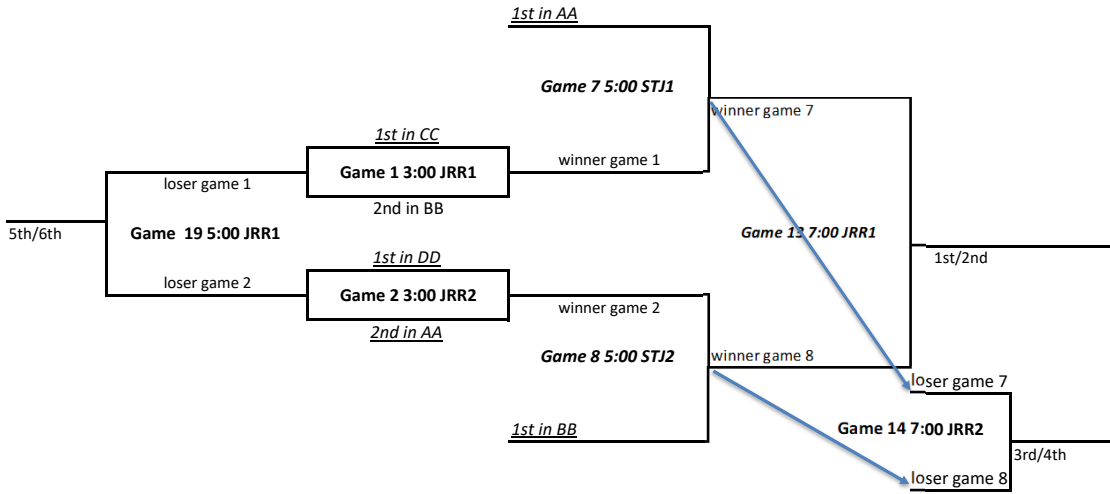 1st in AA
Game 7 5:00 STJ1
winner game 7
1st in CC
Game 1 3:00 JRR1
winner game 1
loser game 1
2nd in BB
5th/6th
Game 19 5:00 JRR1
Game 13 7:00 JRR1
1st in DD
1st/2nd
loser game 2
Game 2 3:00 JRR2
winner game 2
2nd in AA
Game 8 5:00 STJ2
winner game 8
loser game 7
1st in BB
Game 14 7:00 JRR2
3rd/4th
loser game 8